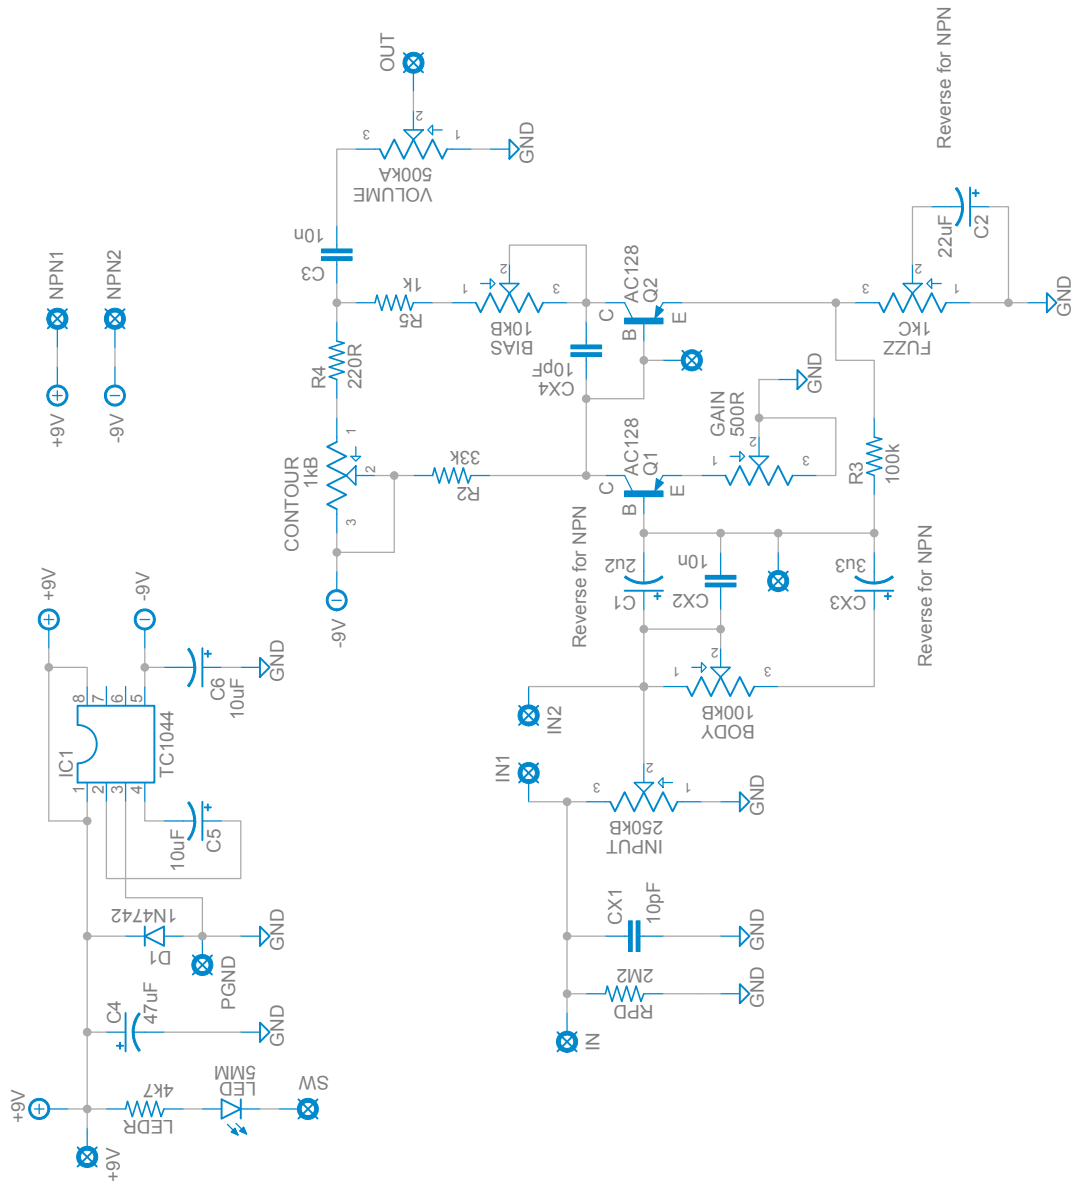 OUT
2
3
1
500kA
VOLUME
GND
Reverse for NPN
10n
C3
NPN1
NPN2
+9V
-9V
1k
R5
2
1
3
10kB
BIAS
AC128
Q2
C
B
E
22uF
C2
2
3
1
1kC
FUZZ
GND
R4
220R
10pF
CX4
CONTOUR
1kB
1
2
3
33k
R2
AC128
Q1
C
B
E
GAIN
500R
1
2
3
GND
R3
100k
-9V
Reverse for NPN
2u2
C1
10n
CX2
3u3
CX3
Reverse for NPN
+9V
-9V
C6
10uF
GND
IC1
TC1044
8
7
6
5
1
2
3
4
10uF
C5
IN2
IN1
1
2
3
100kB
BODY
3
2
1
250kB
INPUT
GND
1N4742
D1
PGND
GND
C4
47uF
GND
CX1
10pF
GND
2M2
RPD
GND
IN
+9V
4k7
LEDR
LED
5MM
SW
+9V